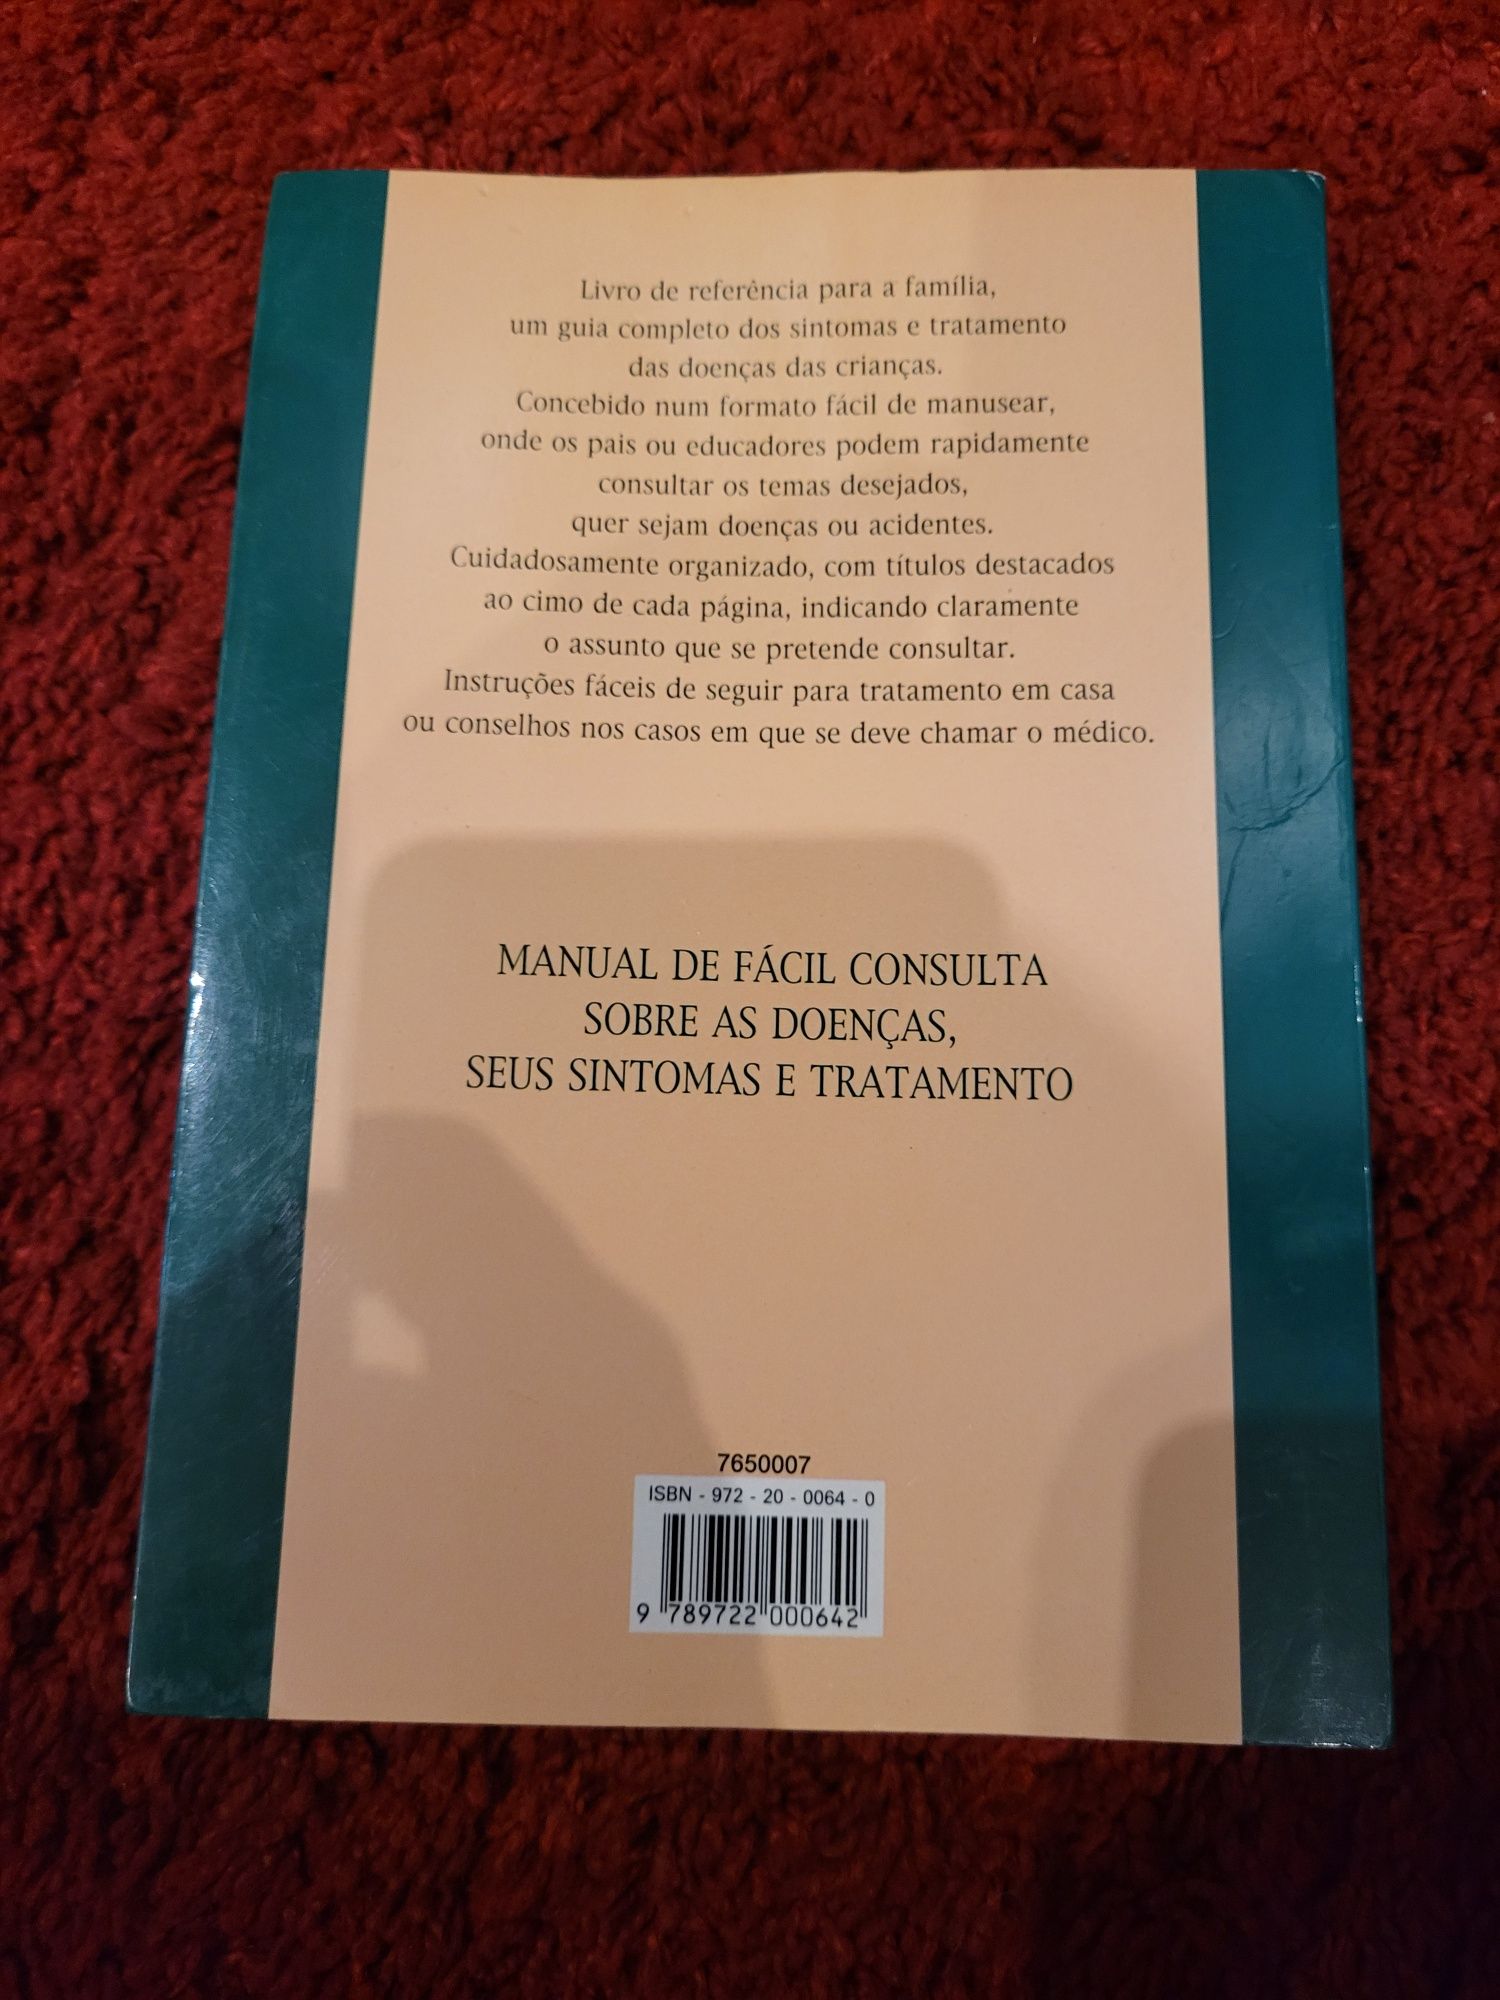 Livro de referência para a família,
um guia completo dos sintomas e tratamento
das doenças das crianças.
Concebido num formato fácil de manusear,
onde os pais ou educadores podem rapidamente
consultar os temas desejados,
quer sejam doenças ou acidentes.
Cuidadosamente organizado, com títulos destacados
ao cimo de cada página, indicando claramente
o assunto que se pretende consultar.
Instruções fáceis de seguir para tratamento em casa
ou conselhos nos casos em que se deve chamar o médico.
MANUAL DE FÁCIL CONSULTA
SOBRE AS DOENÇAS,
SEUS SINTOMAS E TRATAMENTO
7650007
ISBN - 972 - 20 - 0064 - 0
9 789722 000642